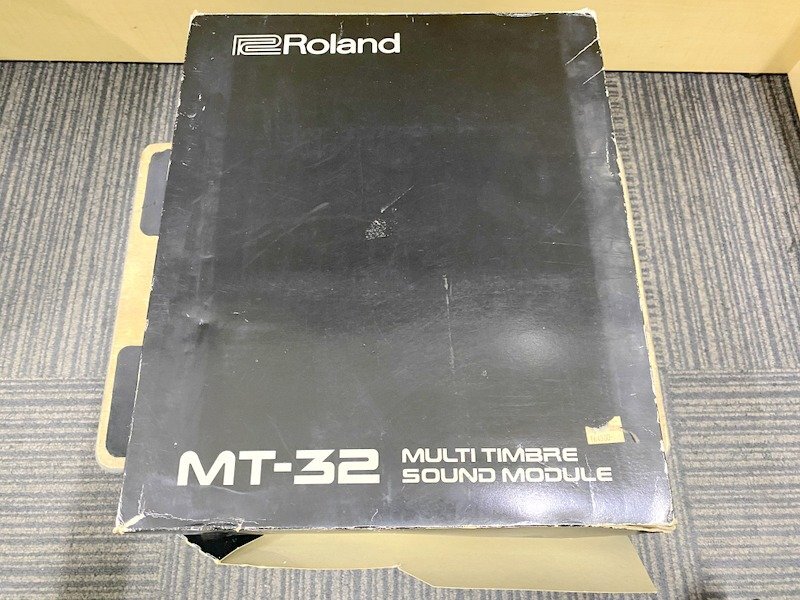 Roland
MT-32
MULTI TIMBRE
SOUND MODULE